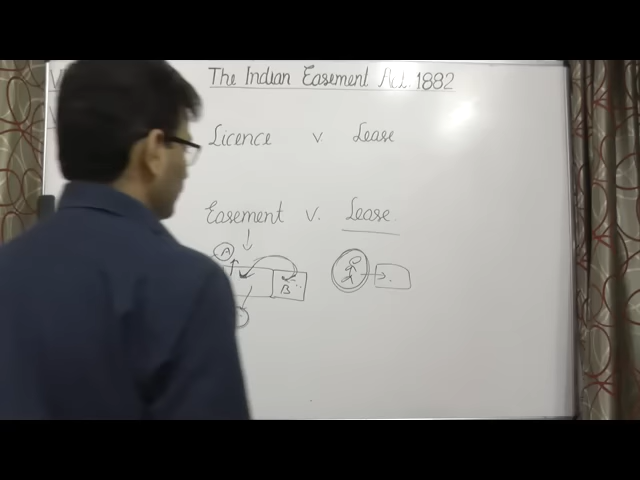 The Indian Easement Act. 1882
Licence v Lease
Easement v. Lease
A
B